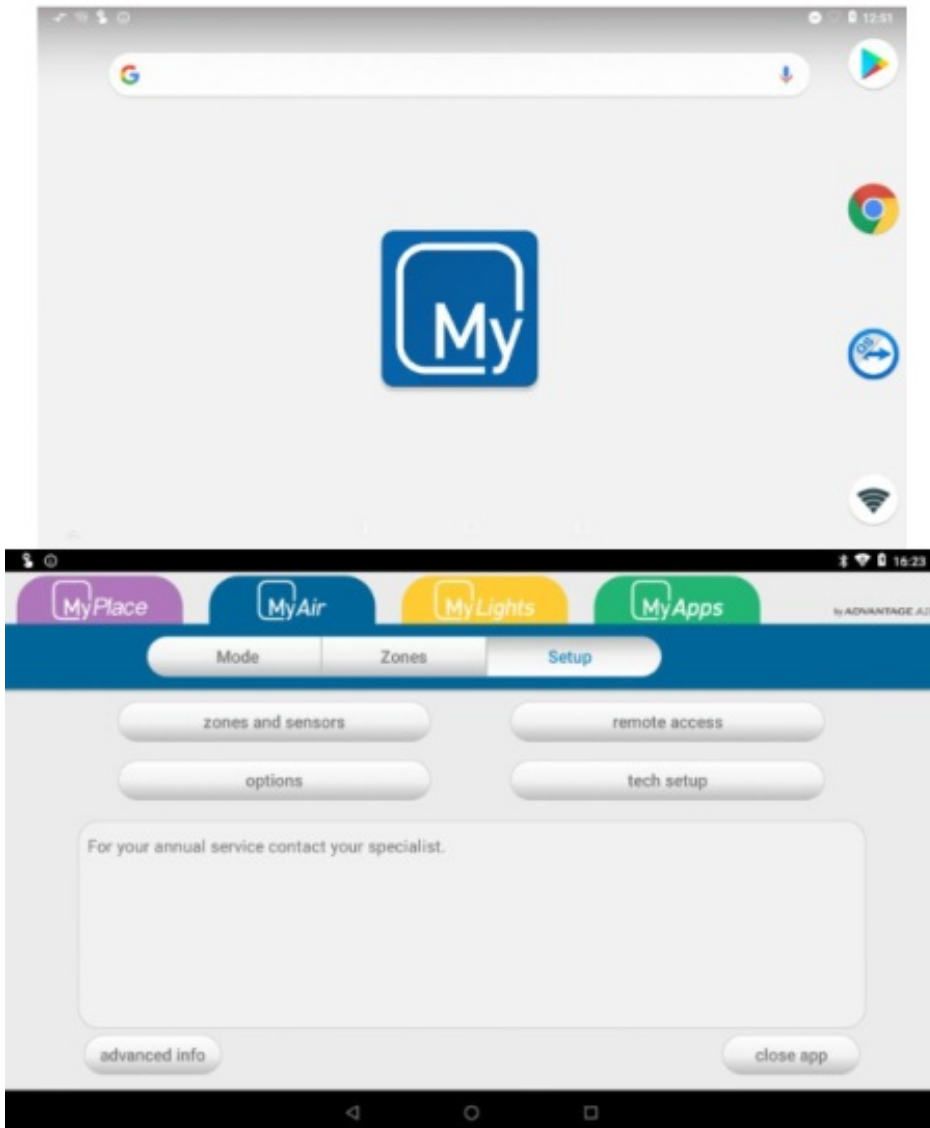 12:51
G
My
QS
16:23
MyPlace
MyAir
MyLights
MyApps
by ADVANTAGE
Mode
Zones
Setup
zones and sensors
remote access
options
tech setup
For your annual service contact your specialist.
advanced info
close app